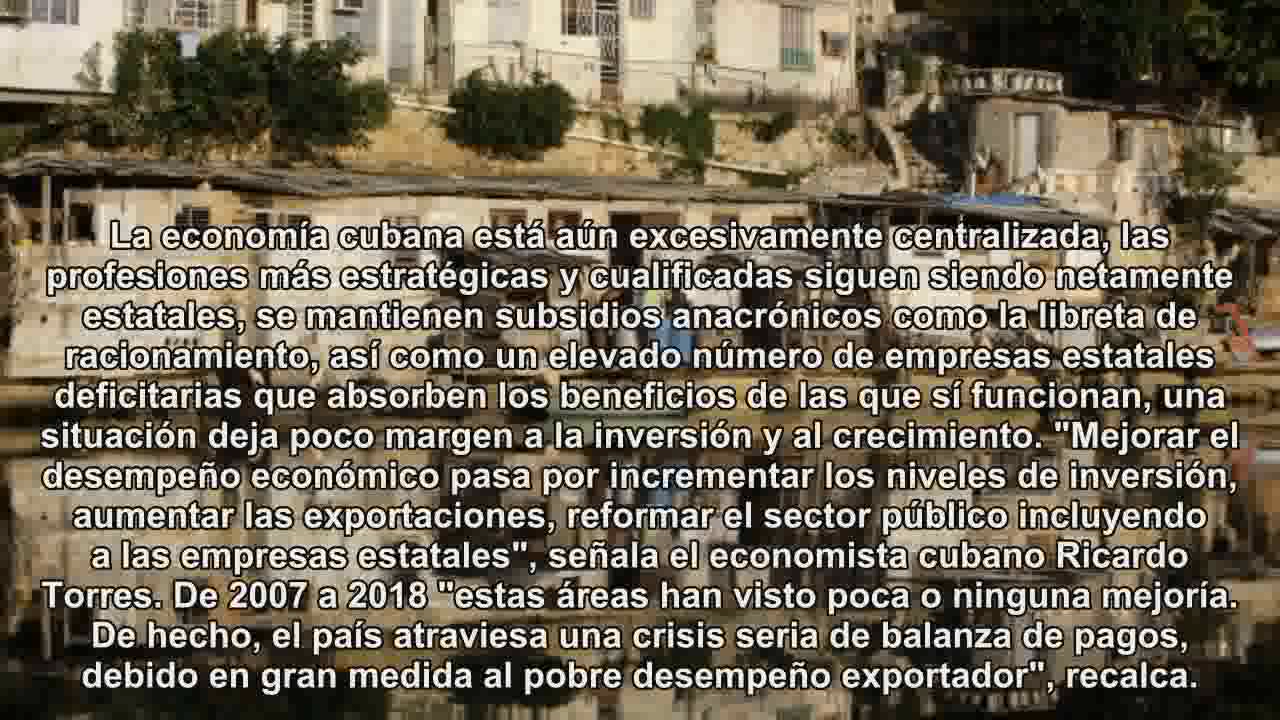 La economía cubana está aún excesivamente centralizada, las
profesiones más estratégicas y cualificadas siguen siendo netamente
estatales, se mantienen subsidios anacrónicos como la libreta de
racionamiento, así como un elevado número de empresas estatales
deficitarias que absorben los beneficios de las que sí funcionan, una
situación deja poco margen a la inversión y al crecimiento. "Mejorar el
desempeño económico pasa por incrementar los niveles de inversión,
aumentar las exportaciones, reformar el sector público incluyendo
a las empresas estatales", señala el economista cubano Ricardo
Torres. De 2007 a 2018 "estas áreas han visto poca o ninguna mejoría.
De hecho, el país atraviesa una crisis seria de balanza de pagos,
debido en gran medida al pobre desempeño exportador", recalca.